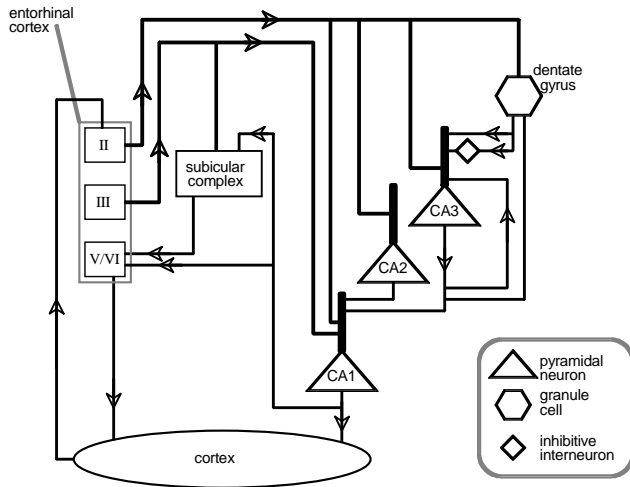 entorhinal
cortex
dentate
gyrus
II
III
V/VI
subicular
complex
CA3
CA2
CA1
cortex
pyramidal
neuron
granule
cell
inhibitive
interneuron